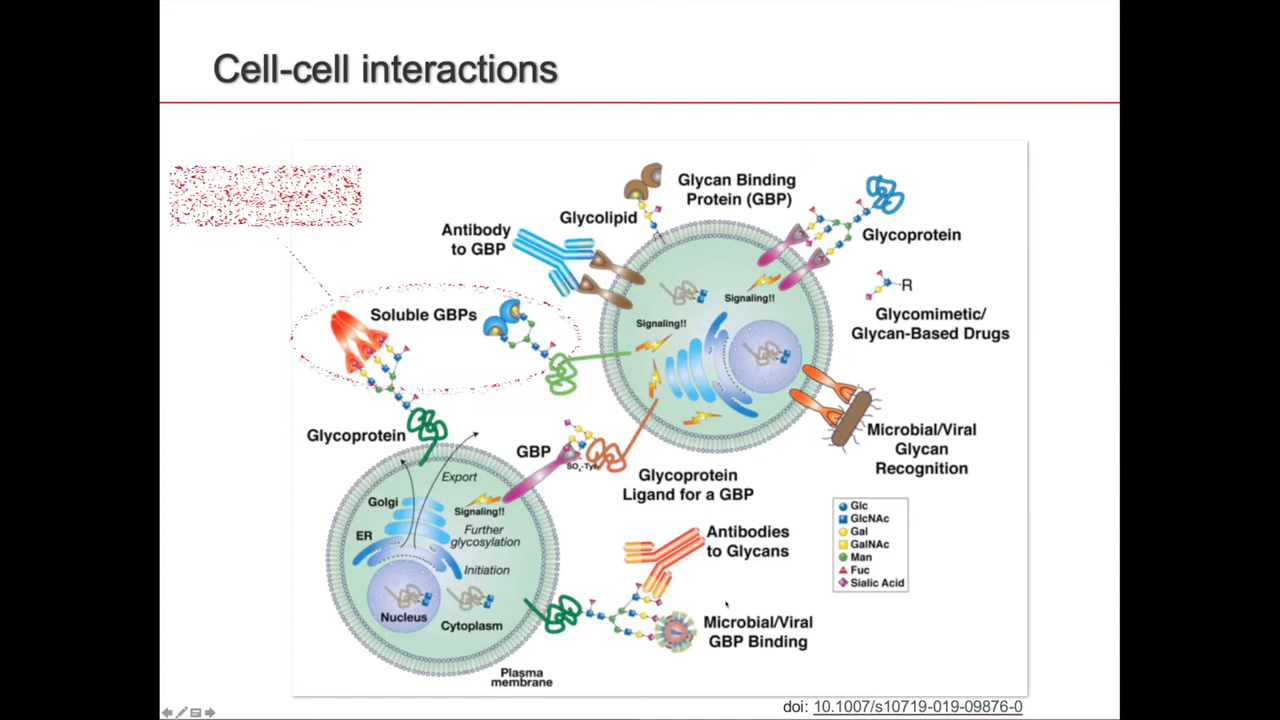 Cell-cell interactions
Glycan Binding
Protein (GBP)
Glycolipid
Antibody
to GBP
Glycoprotein
Signaling!!
R
Soluble GBPs
Signaling!!
Glycomimetic/
Glycan-Based Drugs
Glycoprotein
GBP
SO₄-Tyr
Microbial/Viral
Glycan
Recognition
Export
Glycoprotein
Ligand for a GBP
Golgi
Signaling!!
Further
glycosylation
ER
Initiation
Antibodies
to Glycans
Glc
GlcNAc
Gal
GalNAc
Man
Fuc
Sialic Acid
Nucleus
Cytoplasm
Microbial/Viral
GBP Binding
Plasma
membrane
doi: 10.1007/s10719-019-09876-0